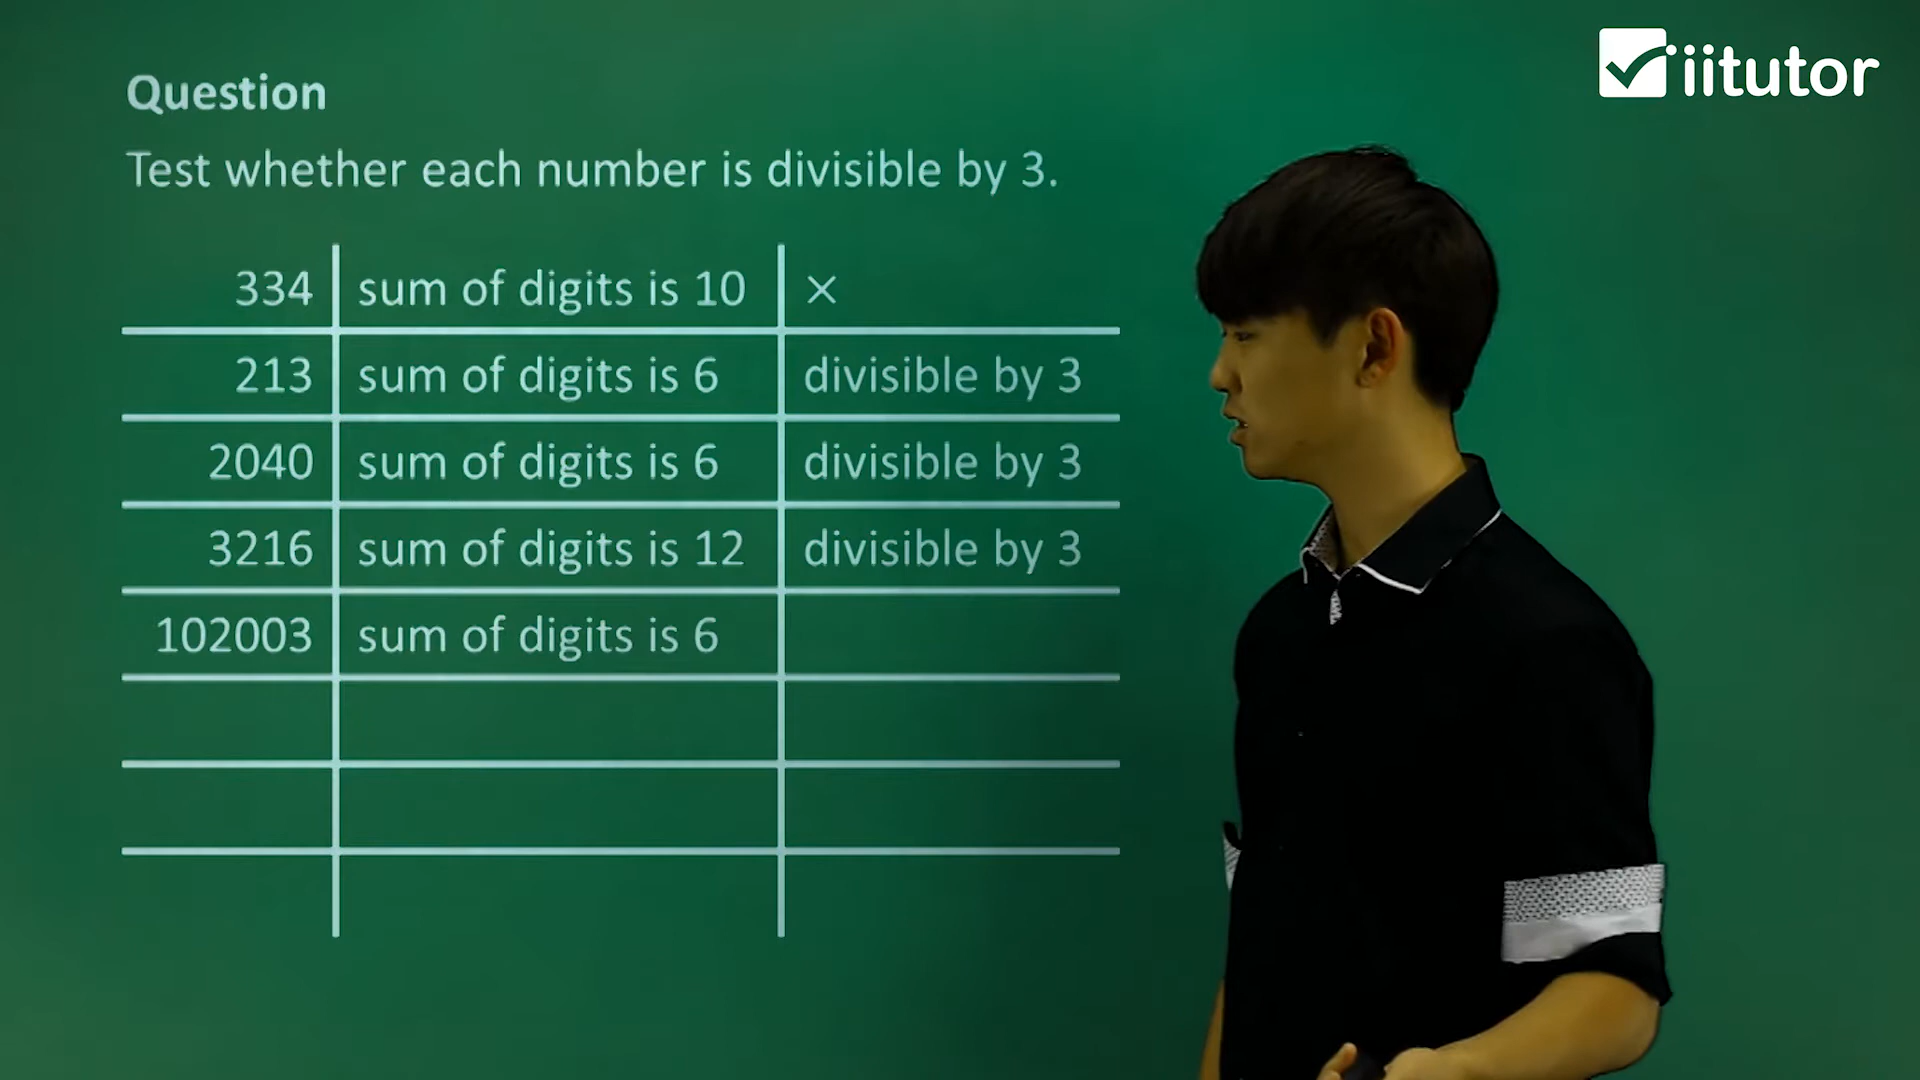 iitutor
Question
Test whether each number is divisible by 3.
334 sum of digits is 10 ×
213 sum of digits is 6 divisible by 3
2040 sum of digits is 6 divisible by 3
3216 sum of digits is 12 divisible by 3
102003 sum of digits is 6